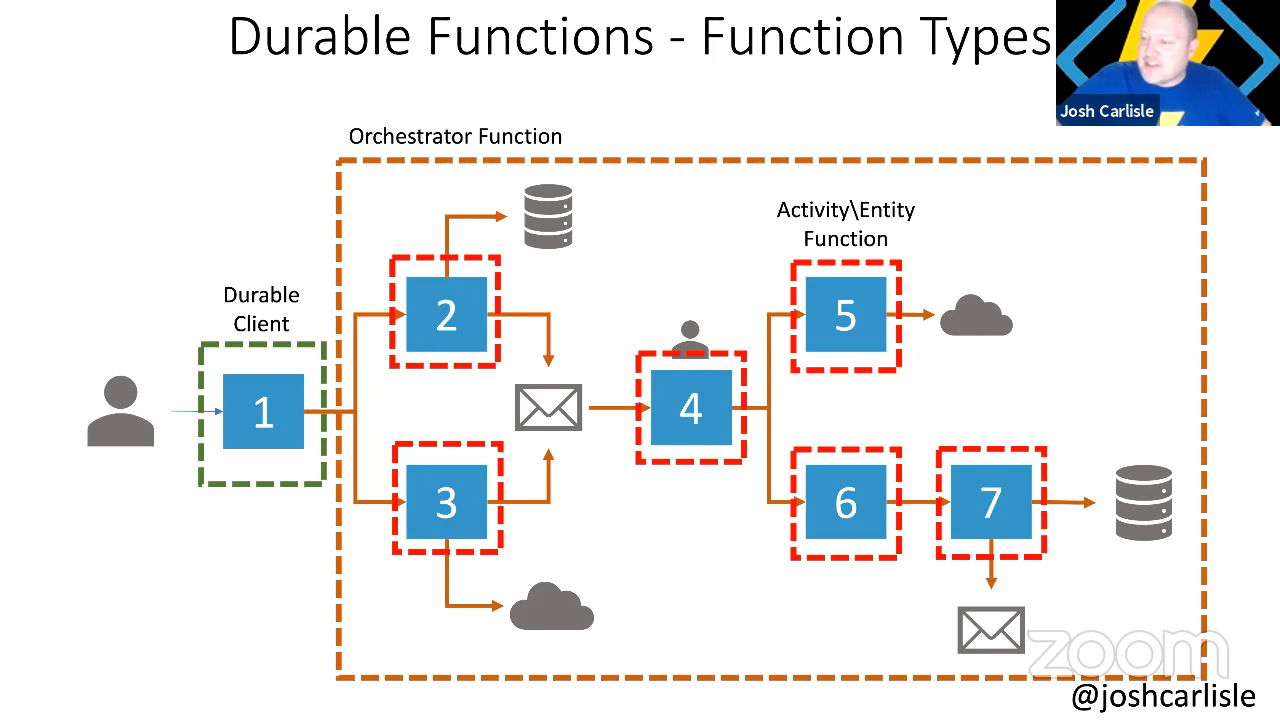 Durable Functions - Function Types
Josh Carlisle
Orchestrator Function
Activity\Entity
Function
Durable
Client
1
2
3
4
5
6
7
zoom
@joshcarlisle